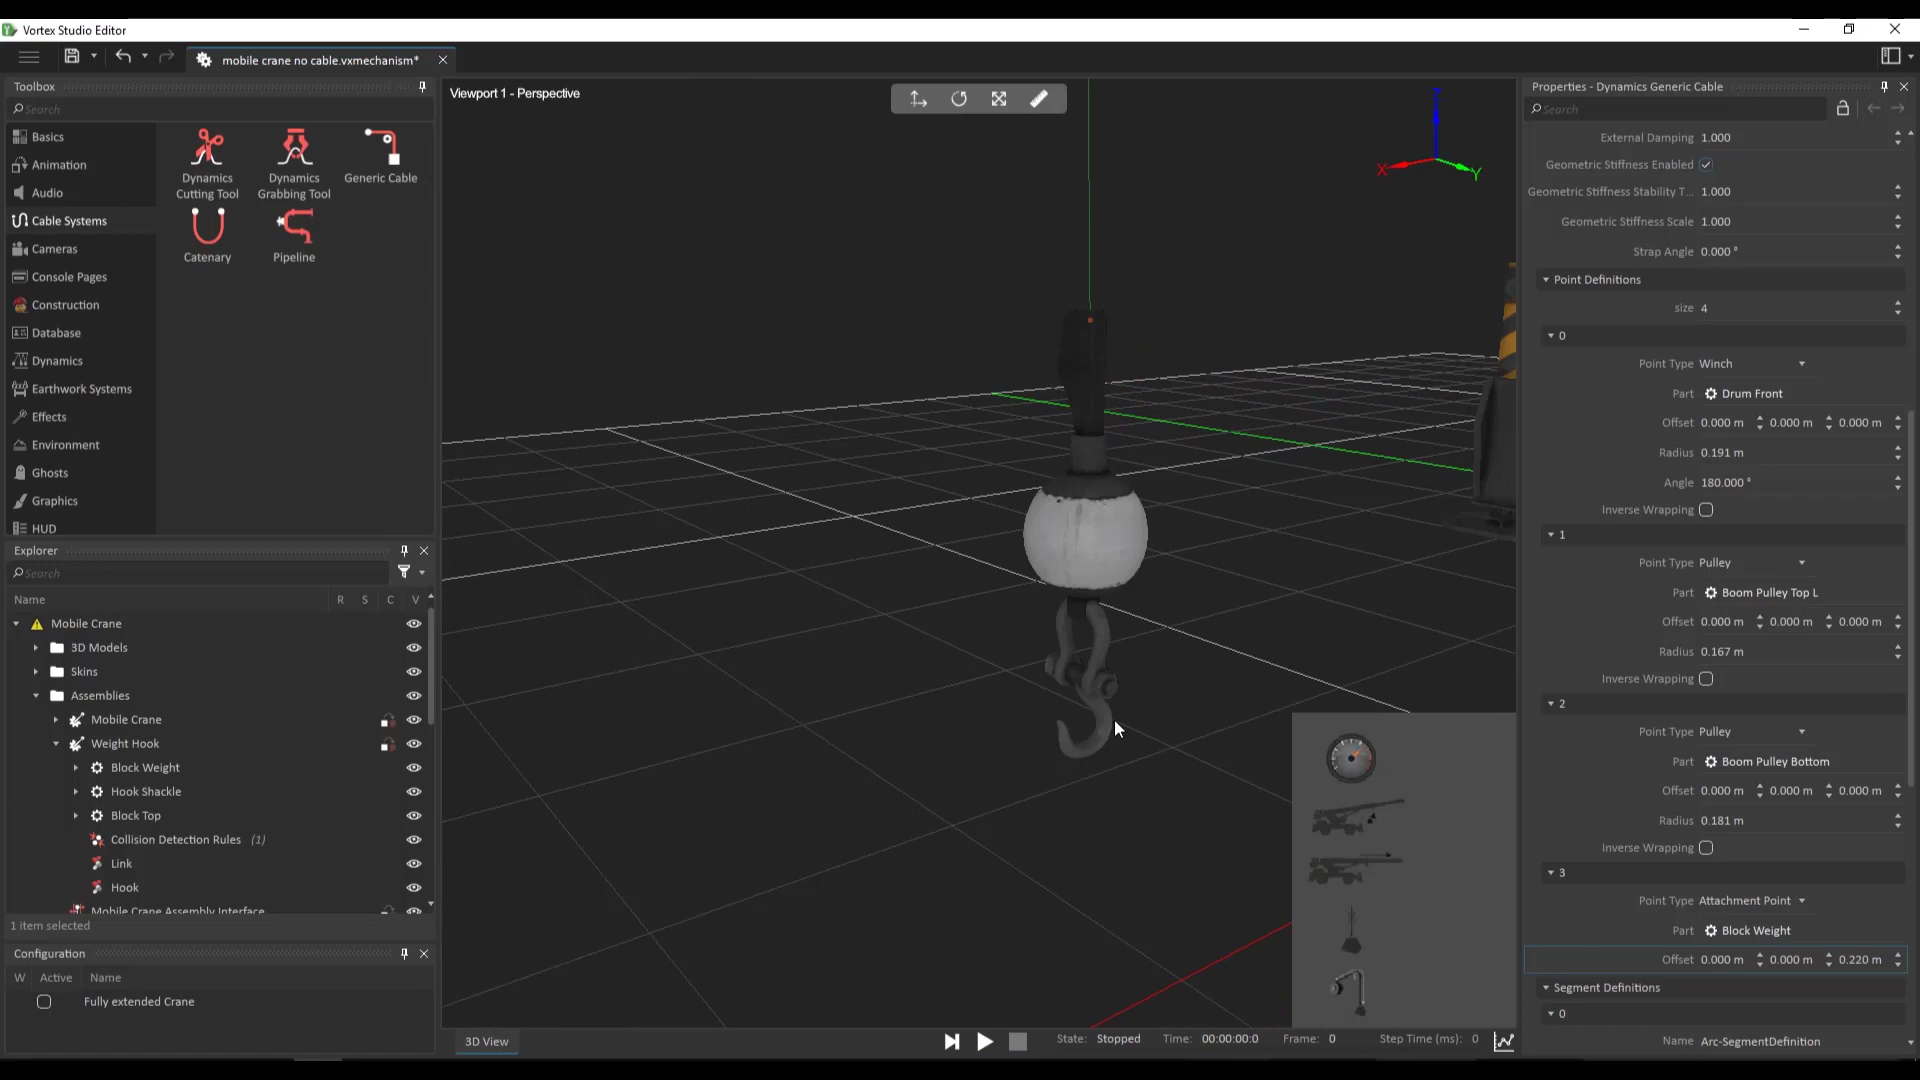 Vortex Studio Editor
mobile crane no cable.vxmechanism*
Toolbox
Search
Basics
Animation
Audio
Cable Systems
Cameras
Console Pages
Construction
Database
Dynamics
Earthwork Systems
Effects
Environment
Ghosts
Graphics
HUD
Dynamics Cutting Tool
Dynamics Grabbing Tool
Generic Cable
Catenary
Pipeline
Explorer
Search
Name R S C V
Mobile Crane
3D Models
Skins
Assemblies
Mobile Crane
Weight Hook
Block Weight
Hook Shackle
Block Top
Collision Detection Rules (1)
Link
Hook
Mobile Crane Assembly Interface
1 item selected
Configuration
W Active Name
Fully extended Crane
Viewport 1 - Perspective
Z
X
Y
3D View
State: Stopped Time: 00:00:00:0 Frame: 0 Step Time (ms): 0
Properties - Dynamics Generic Cable
Search
External Damping 1.000
Geometric Stiffness Enabled
Geometric Stiffness Stability T... 1.000
Geometric Stiffness Scale 1.000
Strap Angle 0.000 °
Point Definitions
size 4
0
Point Type Winch
Part Drum Front
Offset 0.000 m 0.000 m 0.000 m
Radius 0.191 m
Angle 180.000 °
Inverse Wrapping
1
Point Type Pulley
Part Boom Pulley Top L
Offset 0.000 m 0.000 m 0.000 m
Radius 0.167 m
Inverse Wrapping
2
Point Type Pulley
Part Boom Pulley Bottom
Offset 0.000 m 0.000 m 0.000 m
Radius 0.181 m
Inverse Wrapping
3
Point Type Attachment Point
Part Block Weight
Offset 0.000 m 0.000 m 0.220 m
Segment Definitions
0
Name Arc-SegmentDefinition